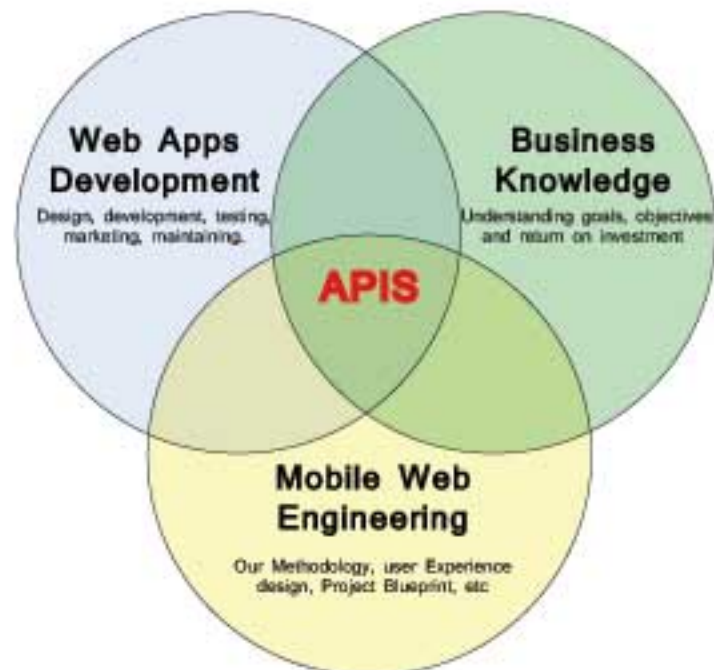 Web Apps
Development
Design, development, testing,
marketing, maintaining.
Business
Knowledge
Understanding goals, objectives
and return on investment
APIS
Mobile Web
Engineering
Our Methodology, user Experience
design, Project Blueprint, etc